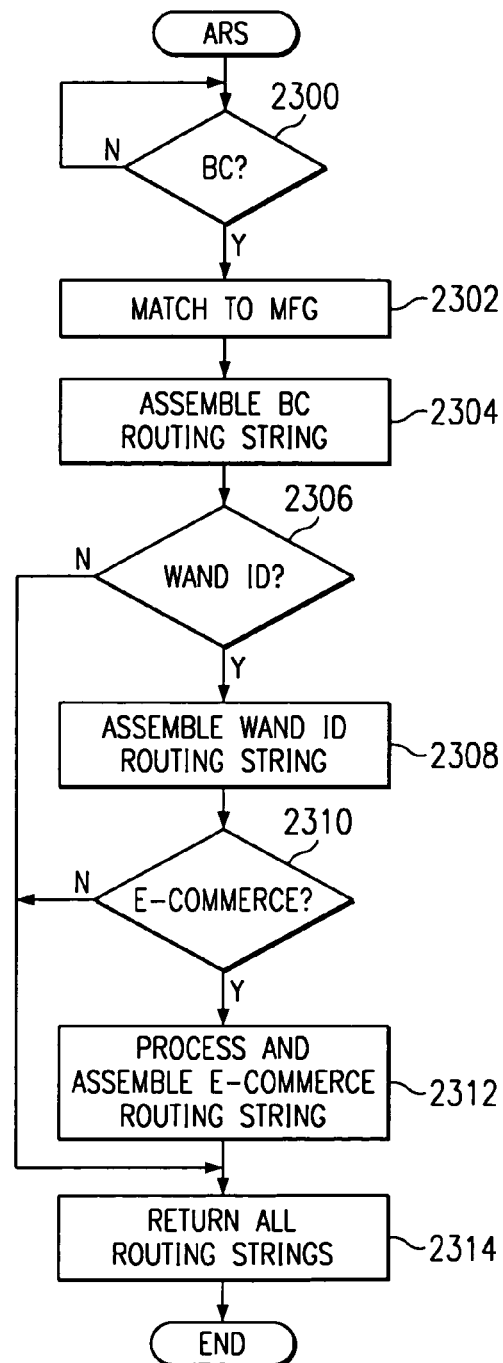 ARS
2300
N
BC?
Y
MATCH TO MFG
2302
ASSEMBLE BC
ROUTING STRING
2304
2306
N
WAND ID?
Y
ASSEMBLE WAND ID
ROUTING STRING
2308
2310
N
E-COMMERCE?
Y
PROCESS AND
ASSEMBLE E-COMMERCE
ROUTING STRING
2312
RETURN ALL
ROUTING STRINGS
2314
END